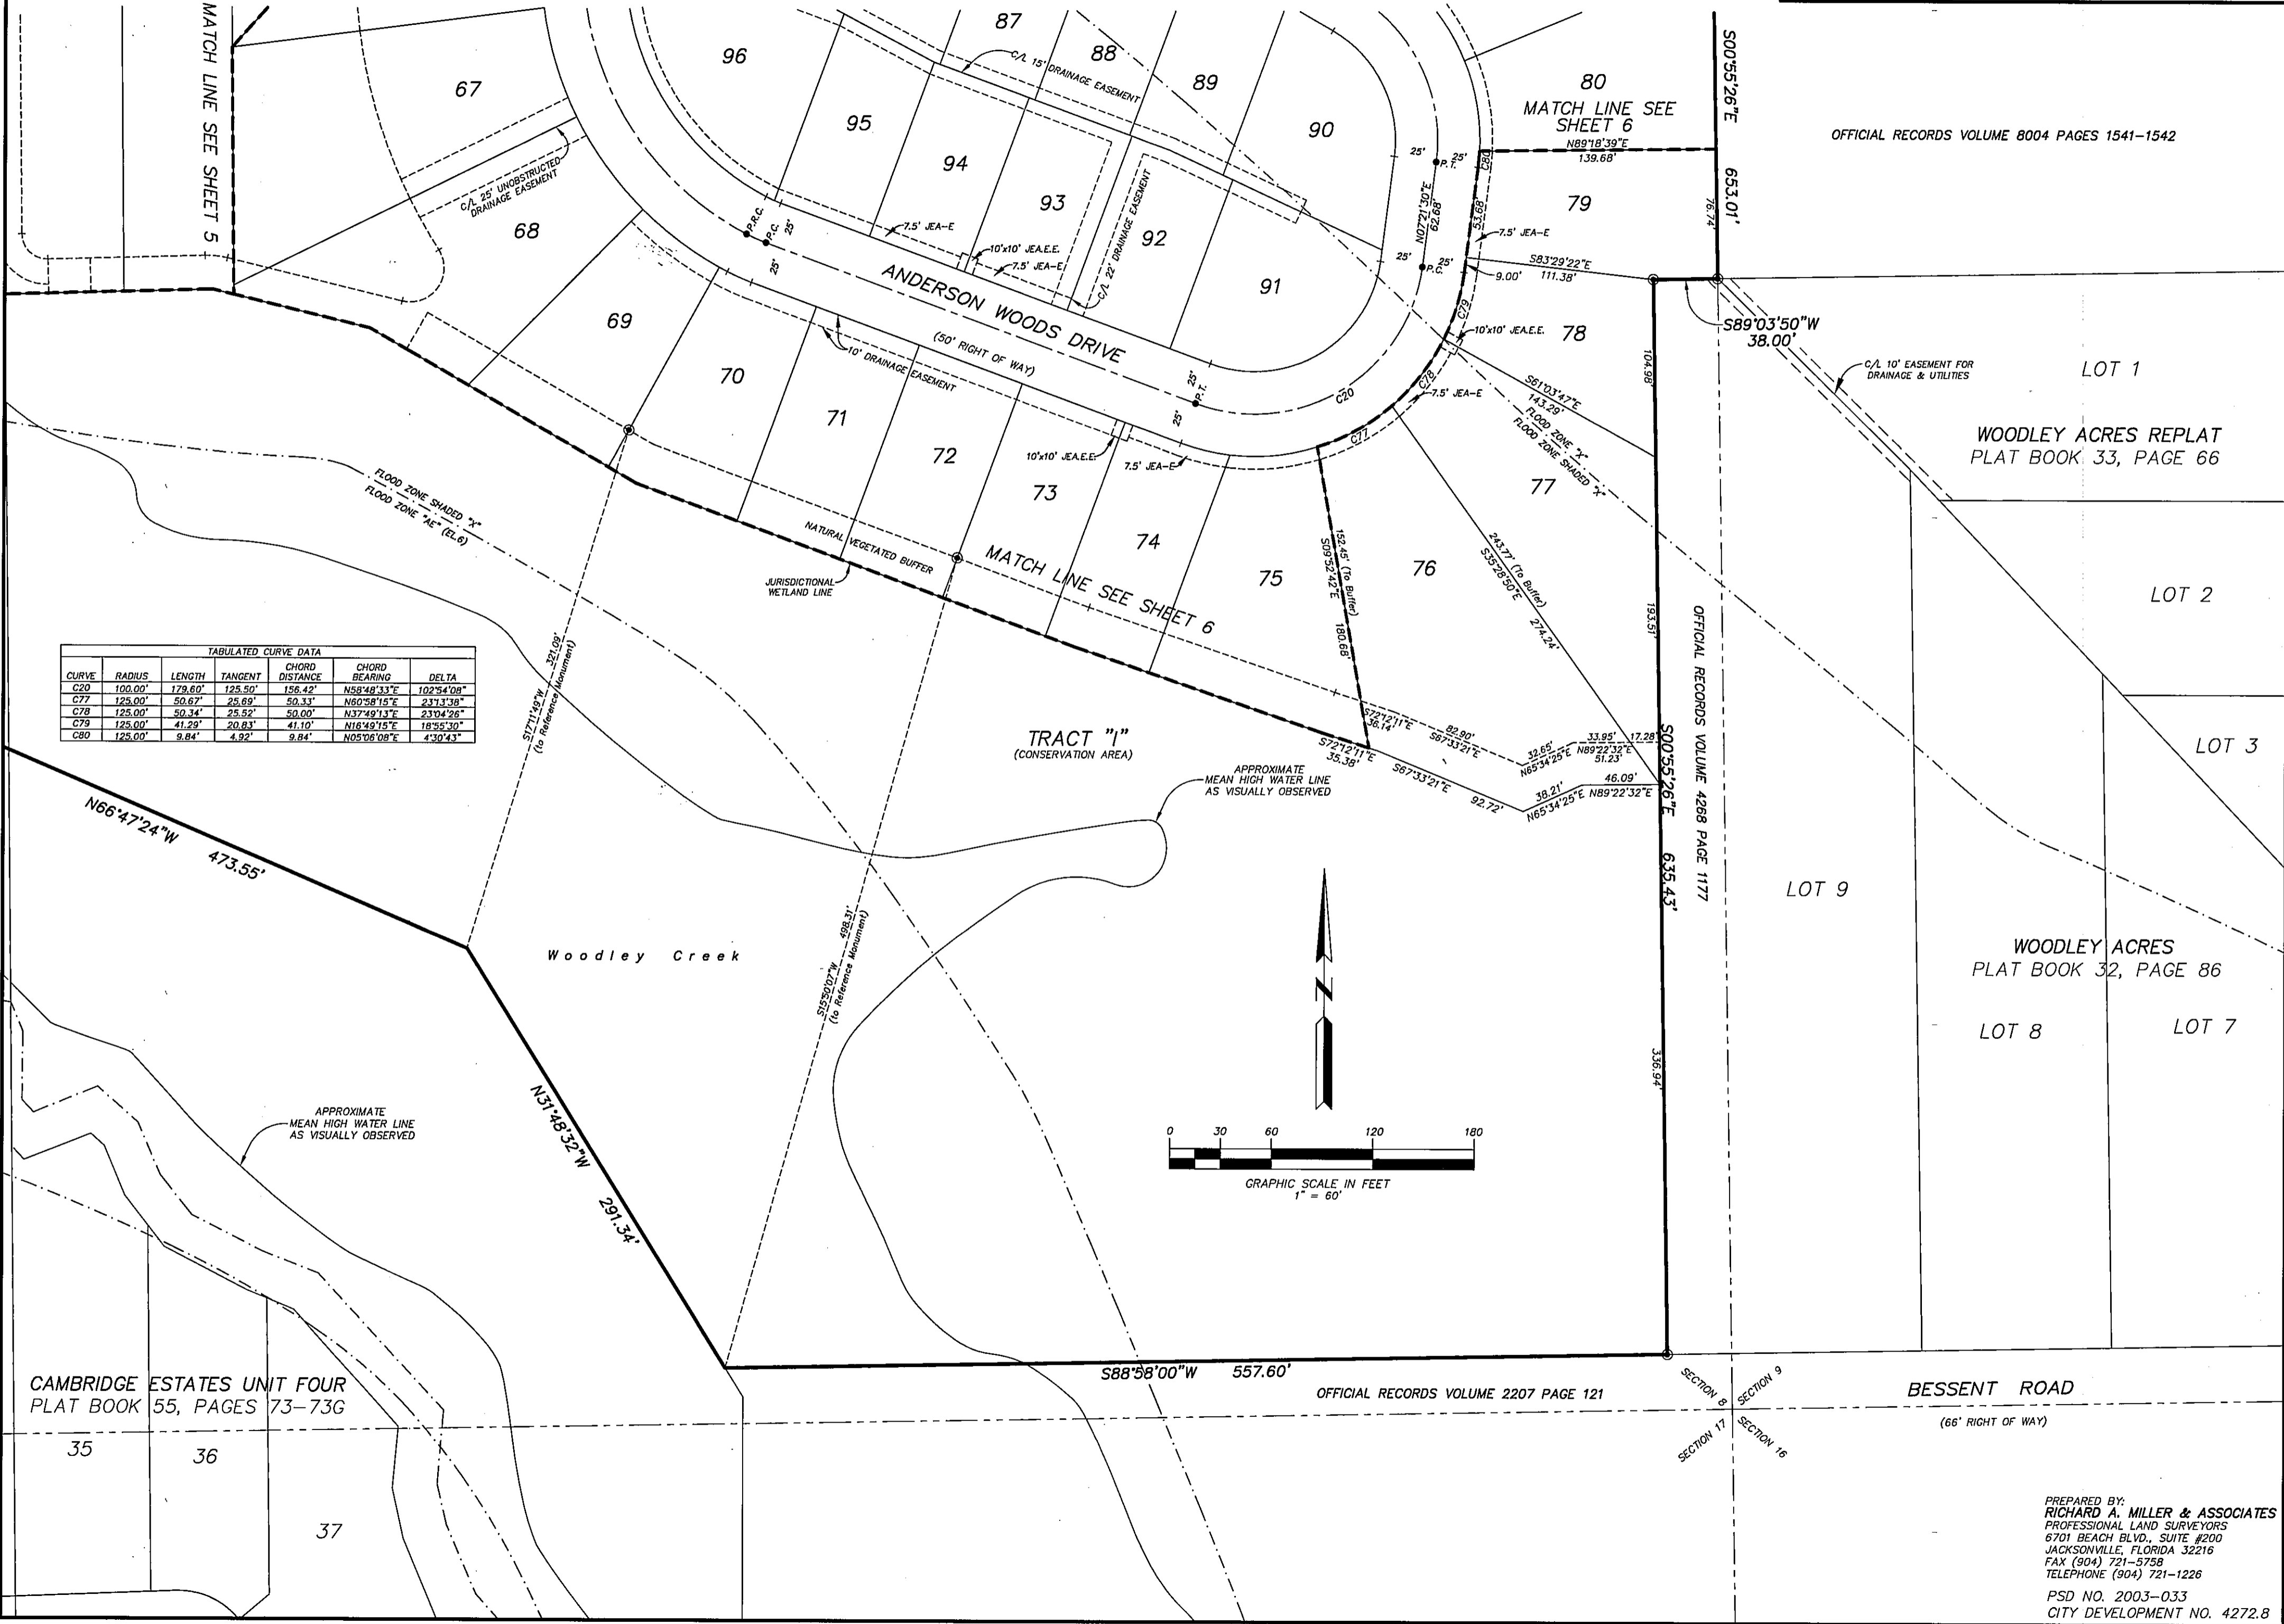 MATCH LINE SEE SHEET 5
67
68
69
70
71
72
73
74
75
76
77
78
79
80
87
88
89
90
91
92
93
94
95
96
C/L 15' DRAINAGE EASEMENT
C/L 25' UNOBSTRUCTED
DRAINAGE EASEMENT
P.R.C.
P.C.
25'
25'
7.5' JEA-E
10'x10' JEA.E.E.
7.5' JEA-E
C/L 22' DRAINAGE EASEMENT
ANDERSON WOODS DRIVE
(50' RIGHT OF WAY)
10' DRAINAGE EASEMENT
25'
P.T.
25'
10'x10' JEA.E.E.
7.5' JEA-E
C20
C77
C78
C79
C80
25'
25'
P.T.
N07°21'30"E
62.68'
53.68'
25'
25'
P.C.
7.5' JEA-E
9.00'
10'x10' JEA.E.E.
7.5' JEA-E
MATCH LINE SEE
SHEET 6
N89°18'39"E
139.68'
S00°55'26"E 653.01'
76.74'
S83°29'22"E
111.38'
S89°03'50"W
38.00'
104.98'
S61°03'47"E
143.29'
FLOOD ZONE "X"
FLOOD ZONE SHADED "X"
OFFICIAL RECORDS VOLUME 8004 PAGES 1541-1542
C/L 10' EASEMENT FOR
DRAINAGE & UTILITIES
LOT 1
WOODLEY ACRES REPLAT
PLAT BOOK 33, PAGE 66
LOT 2
LOT 3
FLOOD ZONE SHADED "X"
FLOOD ZONE "AE" (EL.6)
NATURAL VEGETATED BUFFER
JURISDICTIONAL
WETLAND LINE
MATCH LINE SEE SHEET 6
152.45' (To Buffer)
S09°52'42"E 180.68'
243.77' (To Buffer)
S35°28'50"E 274.24'
193.51'
OFFICIAL RECORDS VOLUME 4268 PAGE 1177
S00°55'26"E 635.43'
336.94'
TABULATED CURVE DATA
CURVE RADIUS LENGTH TANGENT CHORD DISTANCE CHORD BEARING DELTA
C20 100.00' 179.60' 125.50' 156.42' N58°48'33"E 102°54'08"
C77 125.00' 50.67' 25.69' 50.33' N60°58'15"E 23°13'38"
C78 125.00' 50.34' 25.52' 50.00' N37°49'13"E 23°04'26"
C79 125.00' 41.29' 20.83' 41.10' N16°49'15"E 18°55'30"
C80 125.00' 9.84' 4.92' 9.84' N05°06'08"E 4°30'43"
S17°11'49"W 321.09'
(to Reference Monument)
S15°50'07"W 498.31'
(to Reference Monument)
TRACT "I"
(CONSERVATION AREA)
APPROXIMATE
MEAN HIGH WATER LINE
AS VISUALLY OBSERVED
S72°12'11"E
36.14'
82.90'
S67°33'21"E
32.65'
N65°34'25"E
33.95' 17.28'
N89°22'32"E
51.23'
S72°12'11"E
35.38'
S67°33'21"E 92.72'
38.21'
N65°34'25"E
46.09'
N89°22'32"E
N66°47'24"W 473.55'
Woodley Creek
N31°48'32"W 291.34'
APPROXIMATE
MEAN HIGH WATER LINE
AS VISUALLY OBSERVED
N
0 30 60 120 180
GRAPHIC SCALE IN FEET
1" = 60'
LOT 9
WOODLEY ACRES
PLAT BOOK 32, PAGE 86
LOT 8
LOT 7
S88°58'00"W 557.60'
OFFICIAL RECORDS VOLUME 2207 PAGE 121
SECTION 8
SECTION 9
SECTION 17
SECTION 16
BESSENT ROAD
(66' RIGHT OF WAY)
CAMBRIDGE ESTATES UNIT FOUR
PLAT BOOK 55, PAGES 73-73G
35
36
37
PREPARED BY:
RICHARD A. MILLER & ASSOCIATES
PROFESSIONAL LAND SURVEYORS
6701 BEACH BLVD., SUITE #200
JACKSONVILLE, FLORIDA 32216
FAX (904) 721-5758
TELEPHONE (904) 721-1226
PSD NO. 2003-033
CITY DEVELOPMENT NO. 4272.8